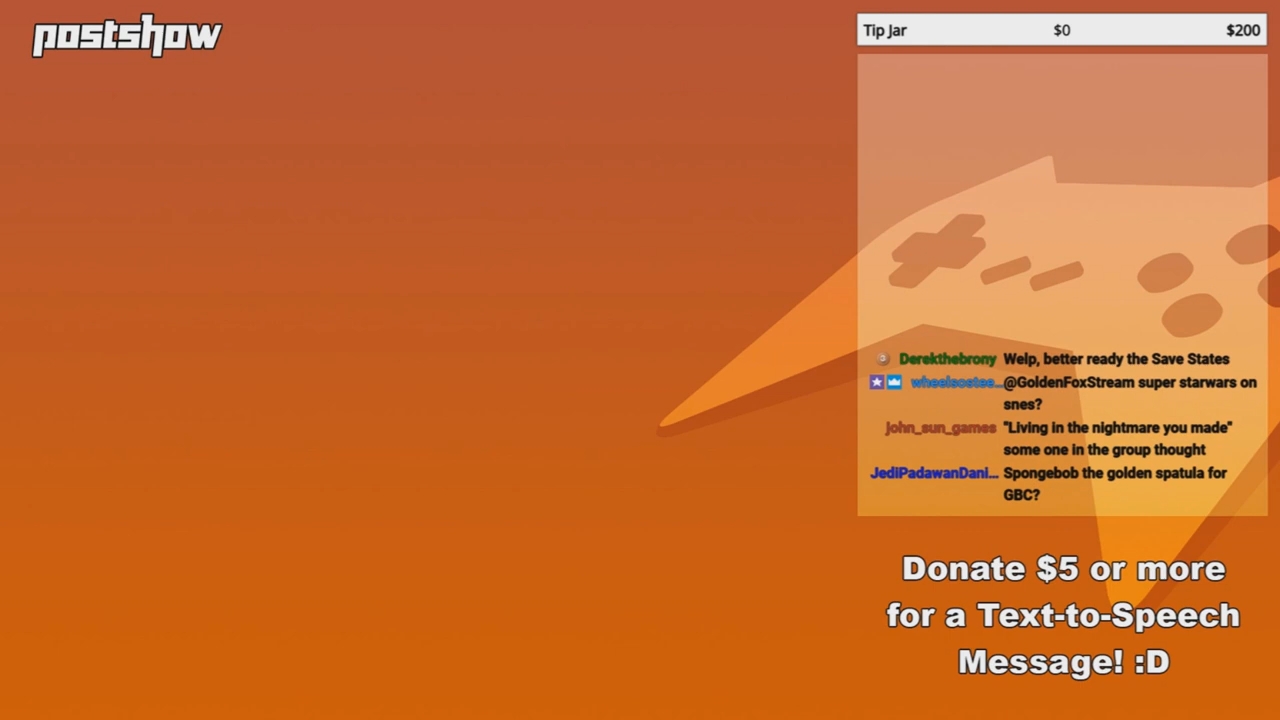 postshow
Tip Jar $0 $200
Derekthebrony Welp, better ready the Save States
wheelsostee... @GoldenFoxStream super starwars on
snes?
john_sun_games "Living in the nightmare you made"
some one in the group thought
JediPadawanDani... Spongebob the golden spatula for
GBC?
Donate $5 or more
for a Text-to-Speech
Message! :D